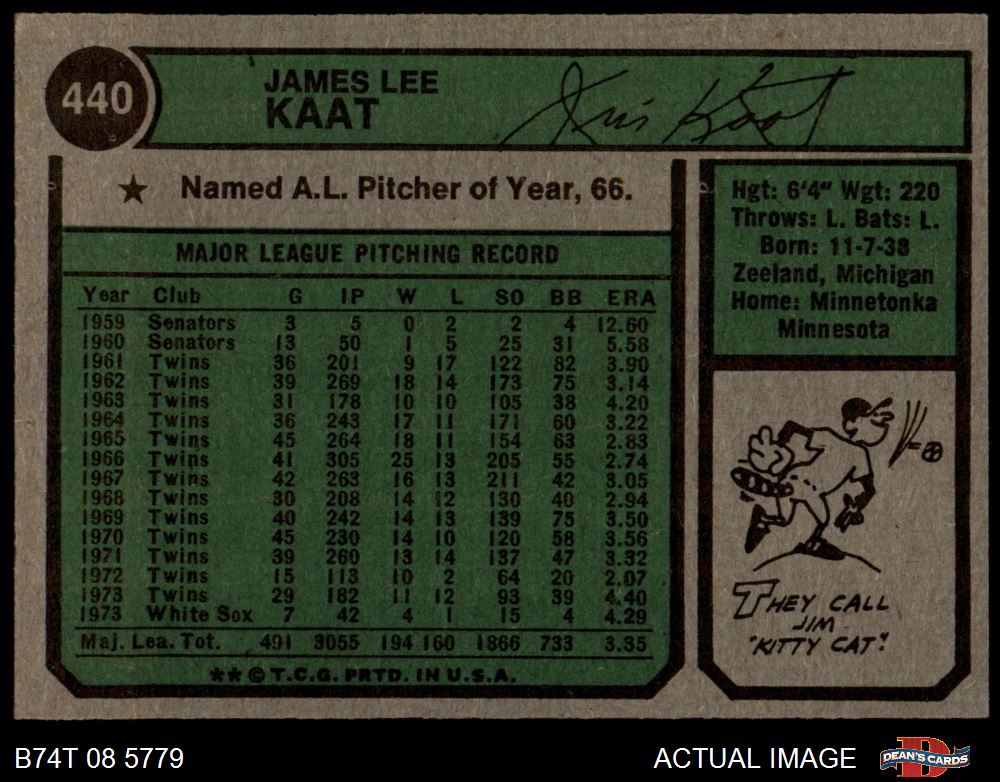 440
JAMES LEE
KAAT
Jim Kaat
★ Named A.L. Pitcher of Year, 66.
MAJOR LEAGUE PITCHING RECORD
Year Club G IP W L SO BB ERA
1959 Senators 3 5 0 2 2 4 12.60
1960 Senators 13 50 1 5 25 31 5.58
1961 Twins 36 201 9 17 122 82 3.90
1962 Twins 39 269 18 14 173 75 3.14
1963 Twins 31 178 10 10 105 38 4.20
1964 Twins 36 243 17 11 171 60 3.22
1965 Twins 45 264 18 11 154 63 2.83
1966 Twins 41 305 25 13 205 55 2.74
1967 Twins 42 263 16 13 211 42 3.05
1968 Twins 30 208 14 12 130 40 2.94
1969 Twins 40 242 14 13 139 75 3.50
1970 Twins 45 230 14 10 120 58 3.56
1971 Twins 39 260 13 14 137 47 3.32
1972 Twins 15 113 10 2 64 20 2.07
1973 Twins 29 182 11 12 93 39 4.40
1973 White Sox 7 42 4 1 15 4 4.29
Maj. Lea. Tot. 491 3055 194 160 1866 733 3.35
** © T.C.G. PRTD. IN U.S.A.
Hgt: 6'4" Wgt: 220
Throws: L. Bats: L.
Born: 11-7-38
Zeeland, Michigan
Home: Minnetonka
Minnesota
THEY CALL
JIM
"KITTY CAT".
B74T 08 5779
ACTUAL IMAGE
DEAN'S CARDS